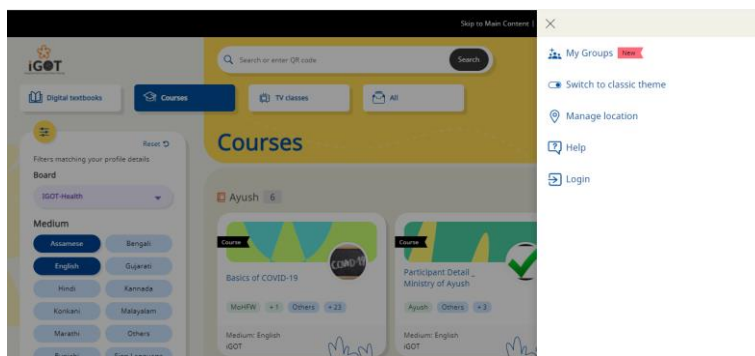 Skip to Main Content |
iGOT
Search or enter QR code
Search
Digital textbooks
Courses
TV classes
All
Reset
Filters matching your profile details
Board
IGOT-Health
Medium
Assamese
Bengali
English
Gujarati
Hindi
Kannada
Konkani
Malayalam
Marathi
Others
Courses
Ayush 6
Course
COVID-19
Basics of COVID-19
MoHFW +1 Others +23
Medium: English
iGOT
Course
Participant Detail _
Ministry of Ayush
Ayush Others +3
Medium: English
IGOT
My Groups New
Switch to classic theme
Manage location
Help
Login